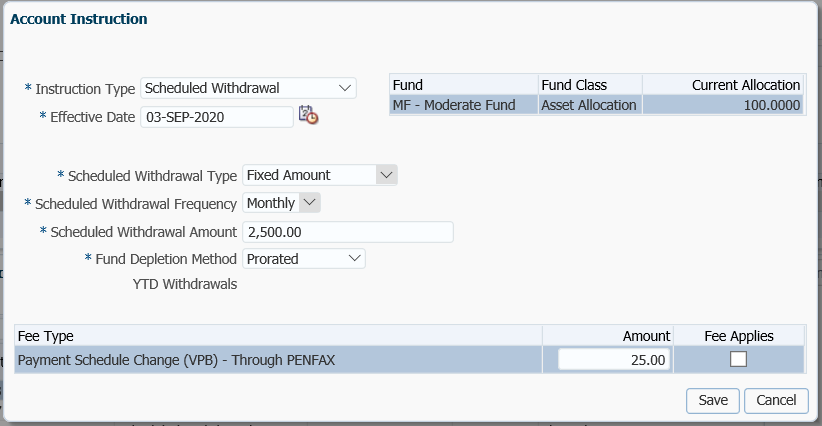 Account Instruction
* Instruction Type Scheduled Withdrawal
* Effective Date 03-SEP-2020
Fund Fund Class Current Allocation
MF - Moderate Fund Asset Allocation 100.0000
* Scheduled Withdrawal Type Fixed Amount
* Scheduled Withdrawal Frequency Monthly
* Scheduled Withdrawal Amount 2,500.00
* Fund Depletion Method Prorated
YTD Withdrawals
Fee Type Amount Fee Applies
Payment Schedule Change (VPB) - Through PENFAX 25.00
Save Cancel